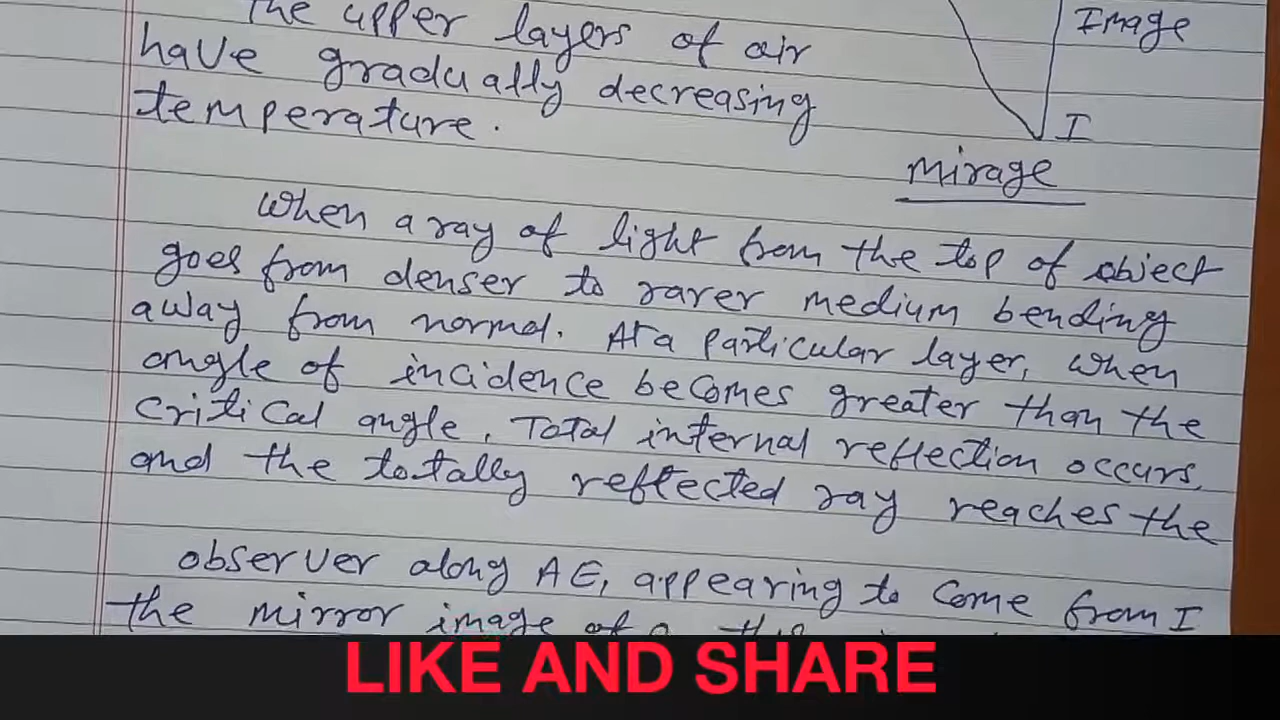 The upper layers of air
have gradually decreasing
temperature.
Image
I
Mirage
When a ray of light from the top of object
goes from denser to rarer medium bending
away from normal. At a particular layer, when
angle of incidence becomes greater than the
critical angle, Total internal reflection occurs,
and the totally reflected ray reaches the
observer along AE, appearing to come from I
the mirror image of
LIKE AND SHARE